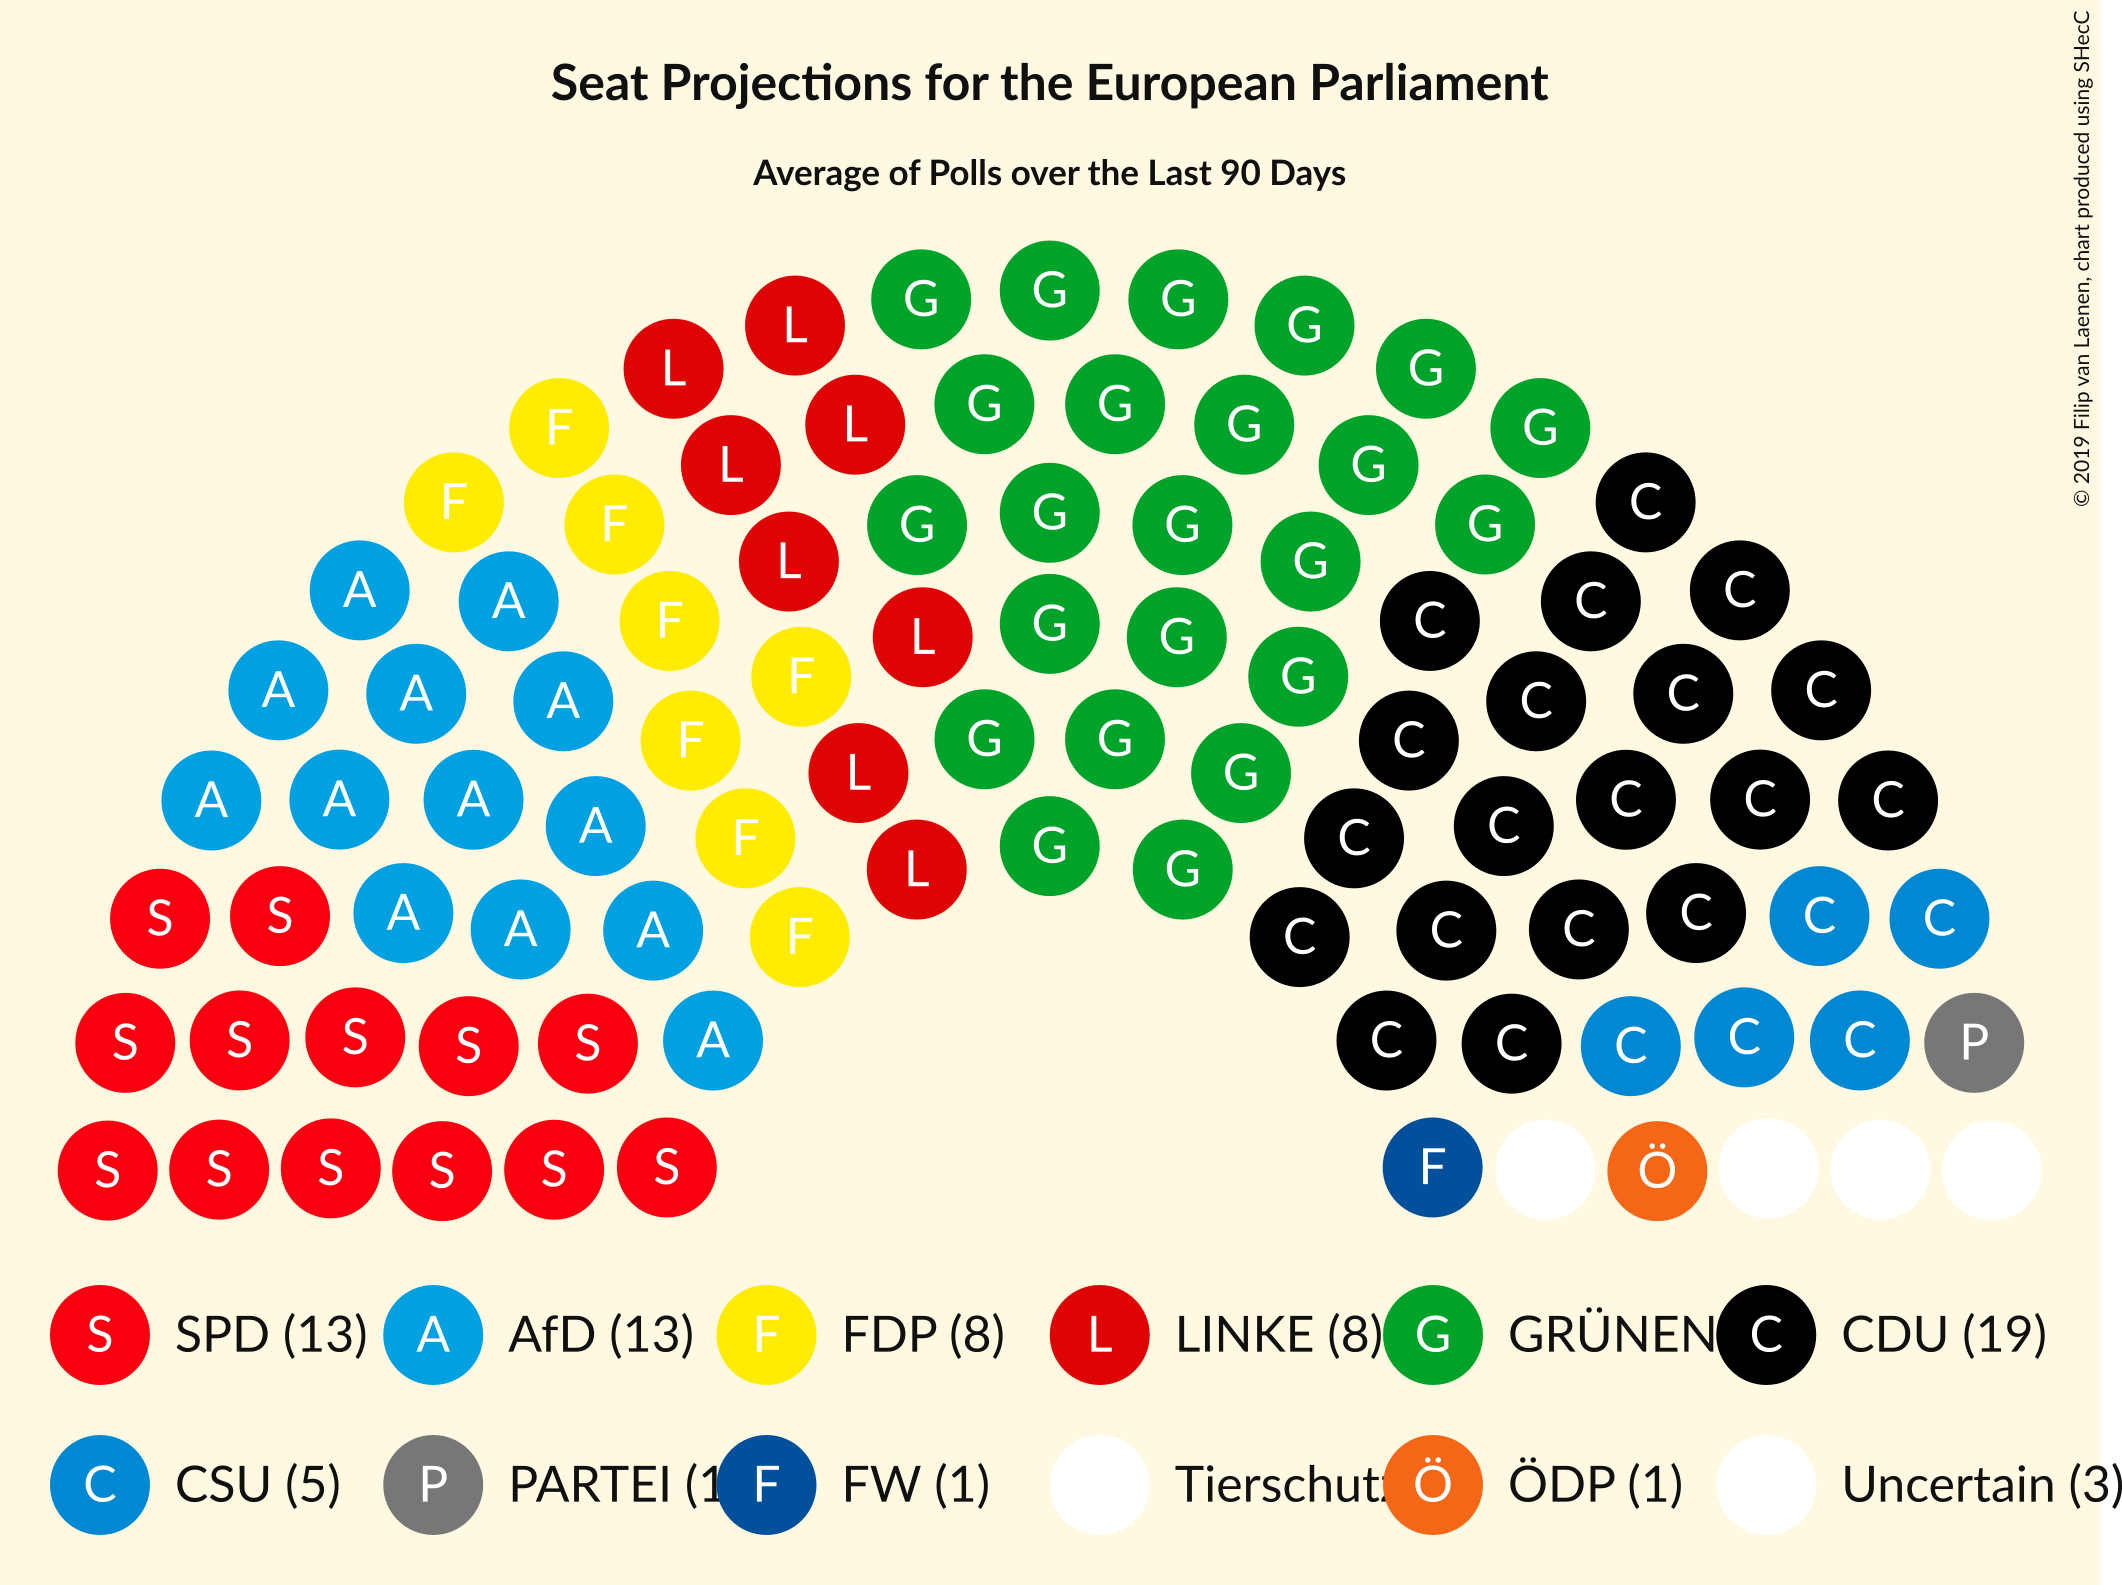 Seat Projections for the European Parliament
Average of Polls over the Last 90 Days
© 2019 Filip van Laenen, chart produced using SHecC
L G G G G
L G
F L G G G G
F L G C
F F L G G G G G C C
A A F L G G C C
A A A F F L G G C C C C
A A A A F L G G G C C C C C
S S A A A F L G G C C C C C C
S S S S S A C C C C C P
S S S S S S F Ö
S SPD (13) A AfD (13) F FDP (8) L LINKE (8) G GRÜNEN C CDU (19)
C CSU (5) P PARTEI (1 F FW (1) Tierschutz Ö ÖDP (1) Uncertain (3)